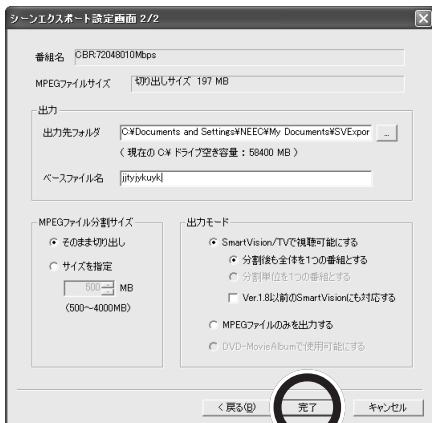 シーンエクスポート設定画面 2/2
番組名 CBR:72048010Mbps
MPEGファイルサイズ 切り出しサイズ 197 MB
出力
出力先フォルダ C:¥Documents and Settings¥NEEC¥My Documents¥SVExpor ...
( 現在の C:¥ ドライブ空き容量 : 58400 MB )
ベースファイル名 jjtyjykuyk
MPEGファイル分割サイズ
そのまま切り出し
サイズを指定
500 MB
(500~4000MB)
出力モード
SmartVision/TVで視聴可能にする
分割後も全体を1つの番組とする
分割単位を1つの番組とする
Ver.1.8以前のSmartVisionにも対応する
MPEGファイルのみを出力する
DVD-MovieAlbumで使用可能にする
< 戻る(B) 完了 キャンセル